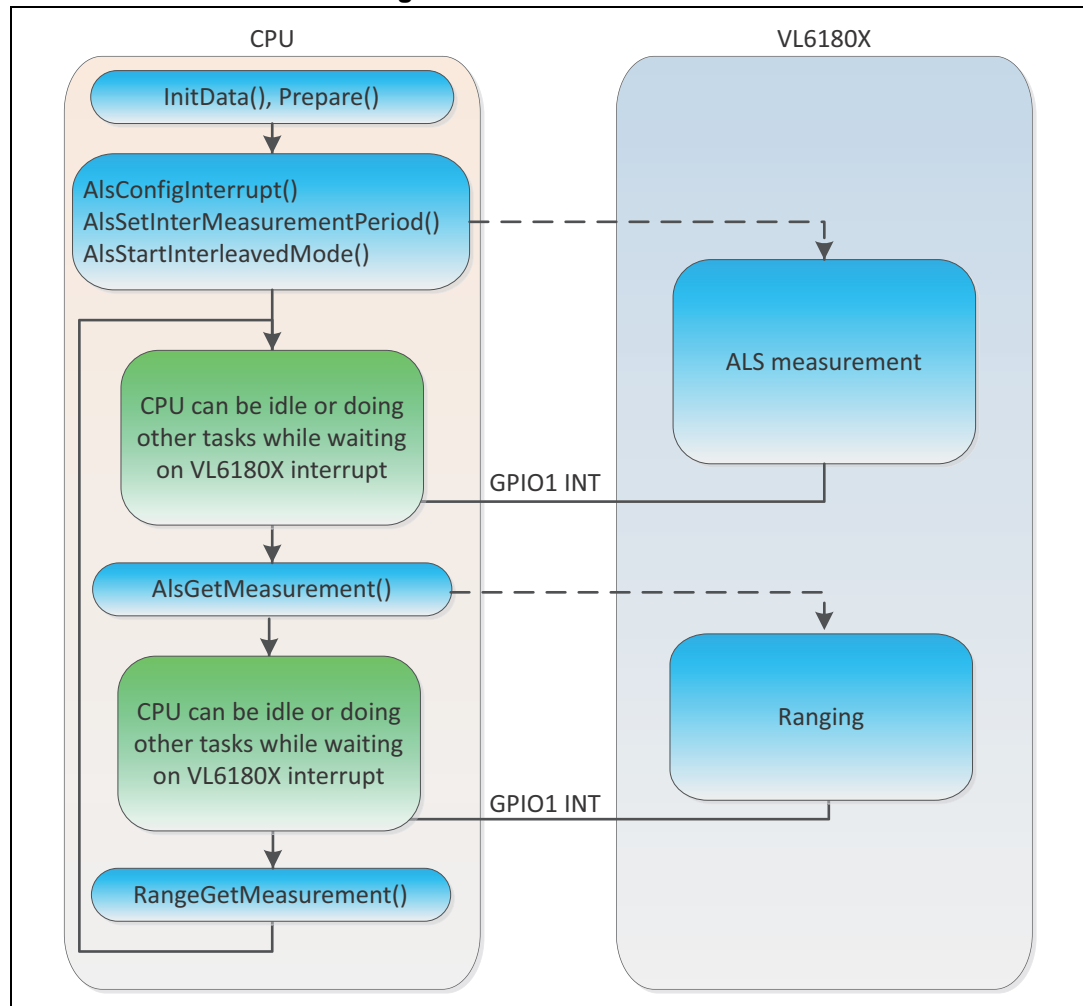 CPU
VL6180X
InitData(), Prepare()
AlsConfigInterrupt()
AlsSetInterMeasurementPeriod()
AlsStartInterleavedMode()
ALS measurement
CPU can be idle or doing
other tasks while waiting
on VL6180X interrupt
GPIO1 INT
AlsGetMeasurement()
CPU can be idle or doing
other tasks while waiting
on VL6180X interrupt
Ranging
GPIO1 INT
RangeGetMeasurement()